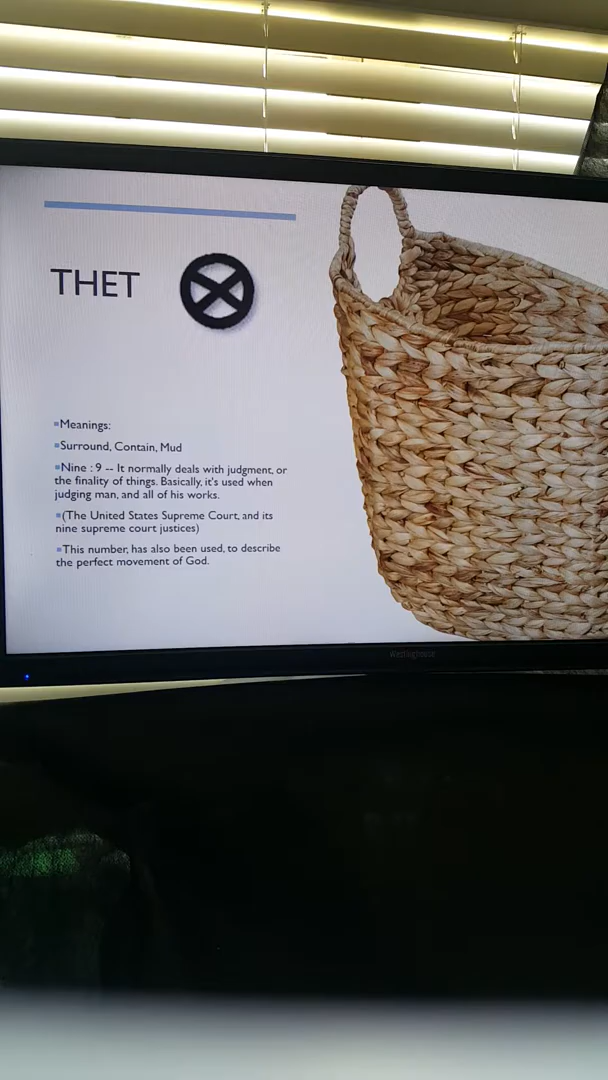 THET
▪Meanings:
▪Surround, Contain, Mud
▪Nine : 9 -- It normally deals with judgment, or
the finality of things. Basically, it's used when
judging man, and all of his works.
▪(The United States Supreme Court, and its
nine supreme court justices)
▪This number, has also been used, to describe
the perfect movement of God.
Westinghouse